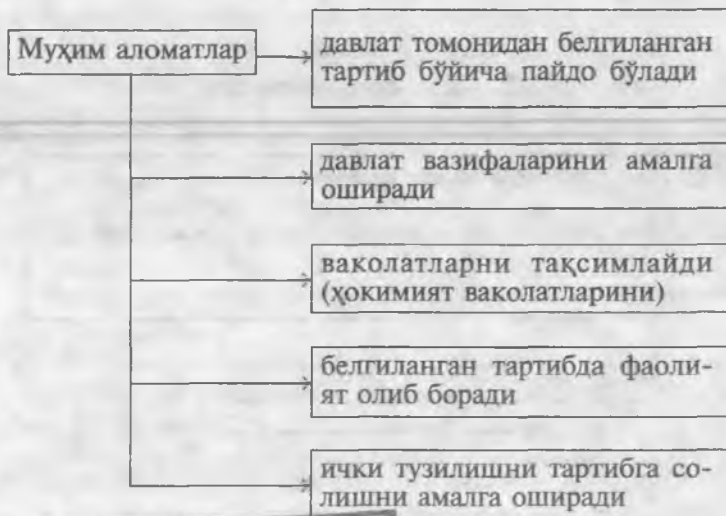 Муҳим аломатлар
давлат томонидан белгиланган
тартиб бўйича пайдо бўлади
давлат вазифаларини амалга
оширади
ваколатларни тақсимлайди
(ҳокимият ваколатларини)
белгиланган тартибда фаоли-
ят олиб боради
ички тузилишни тартибга со-
лишни амалга оширади